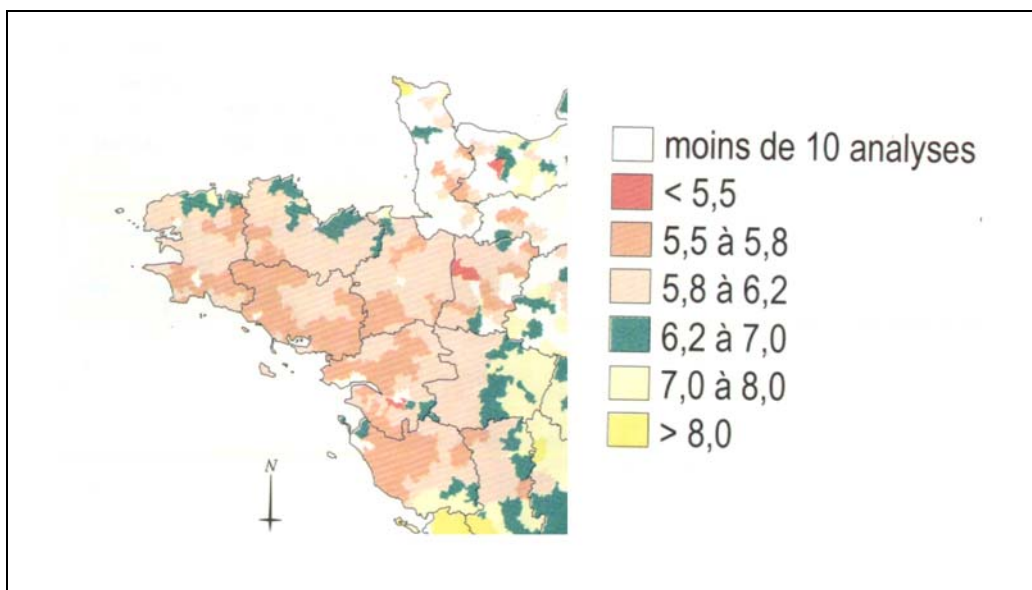 moins de 10 analyses
< 5,5
5,5 à 5,8
5,8 à 6,2
6,2 à 7,0
7,0 à 8,0
> 8,0
N